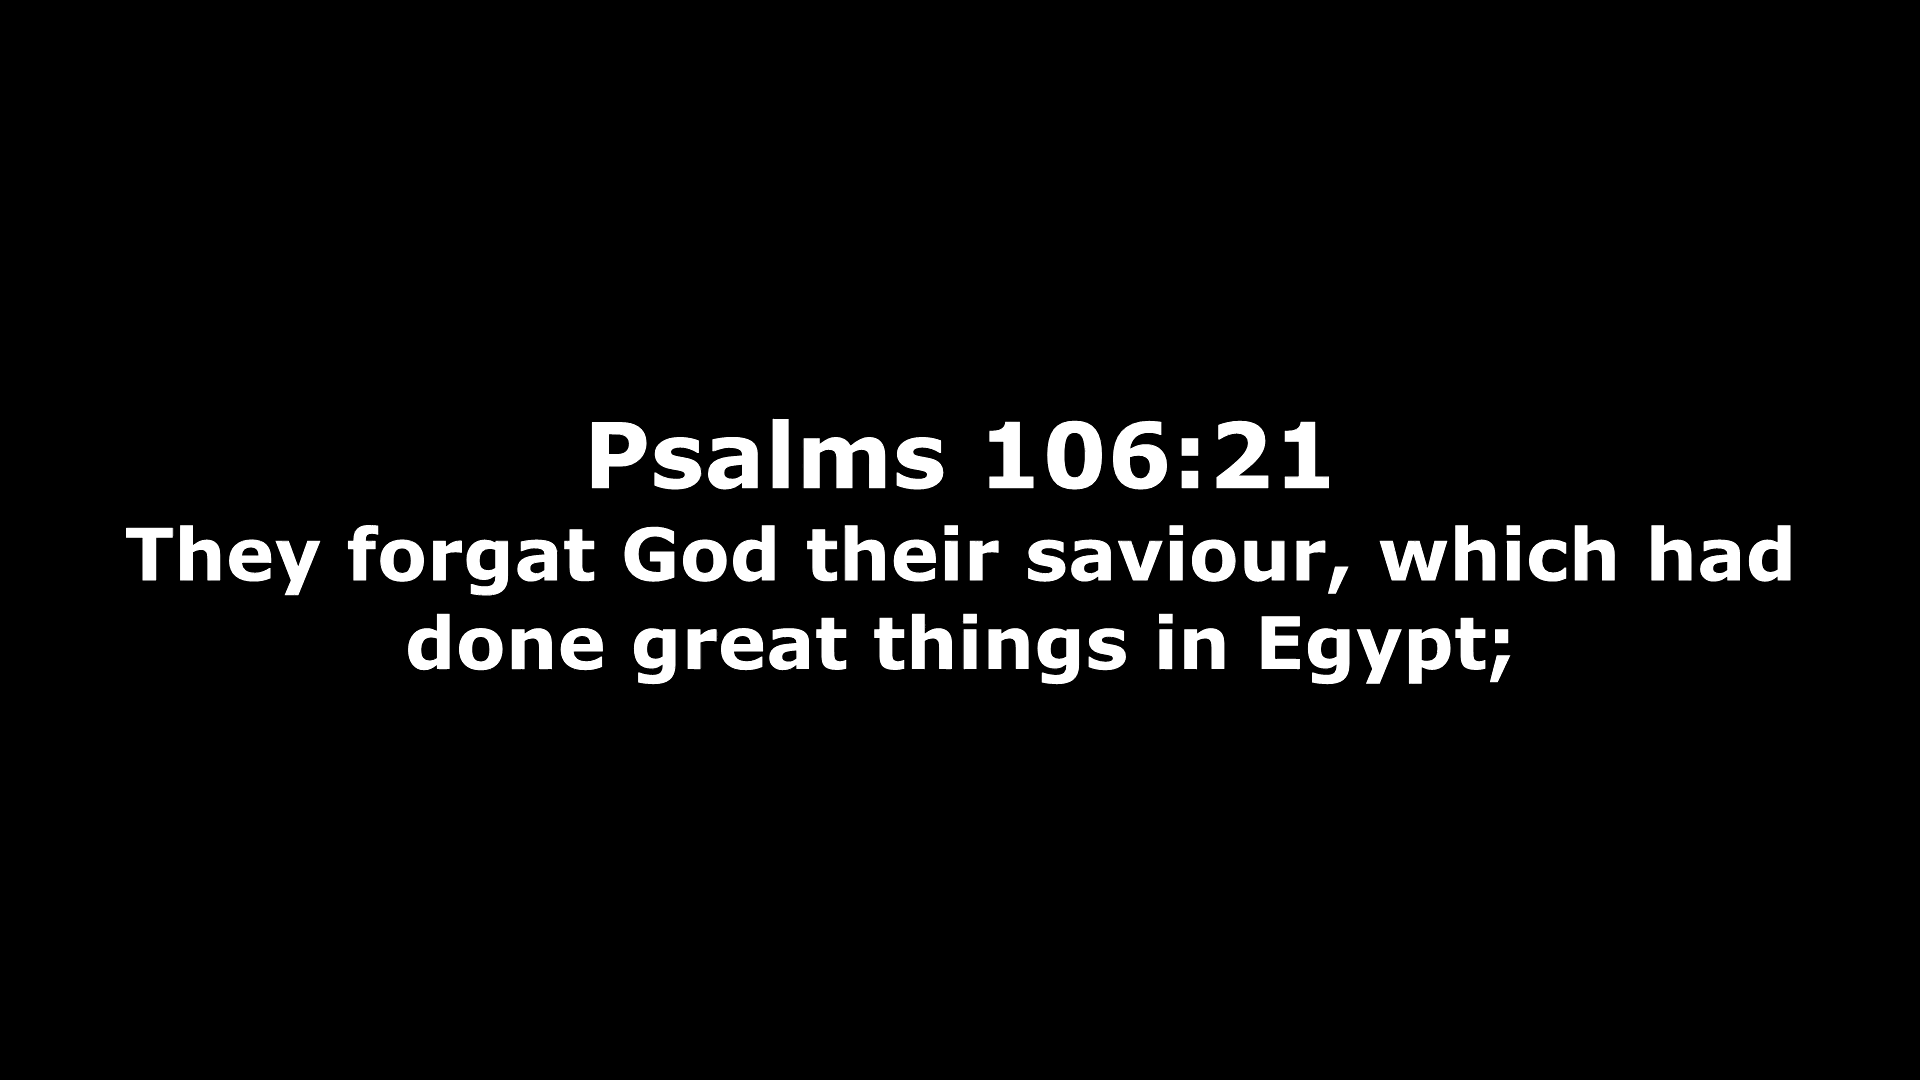 Psalms 106:21
They forgat God their saviour, which had
done great things in Egypt;